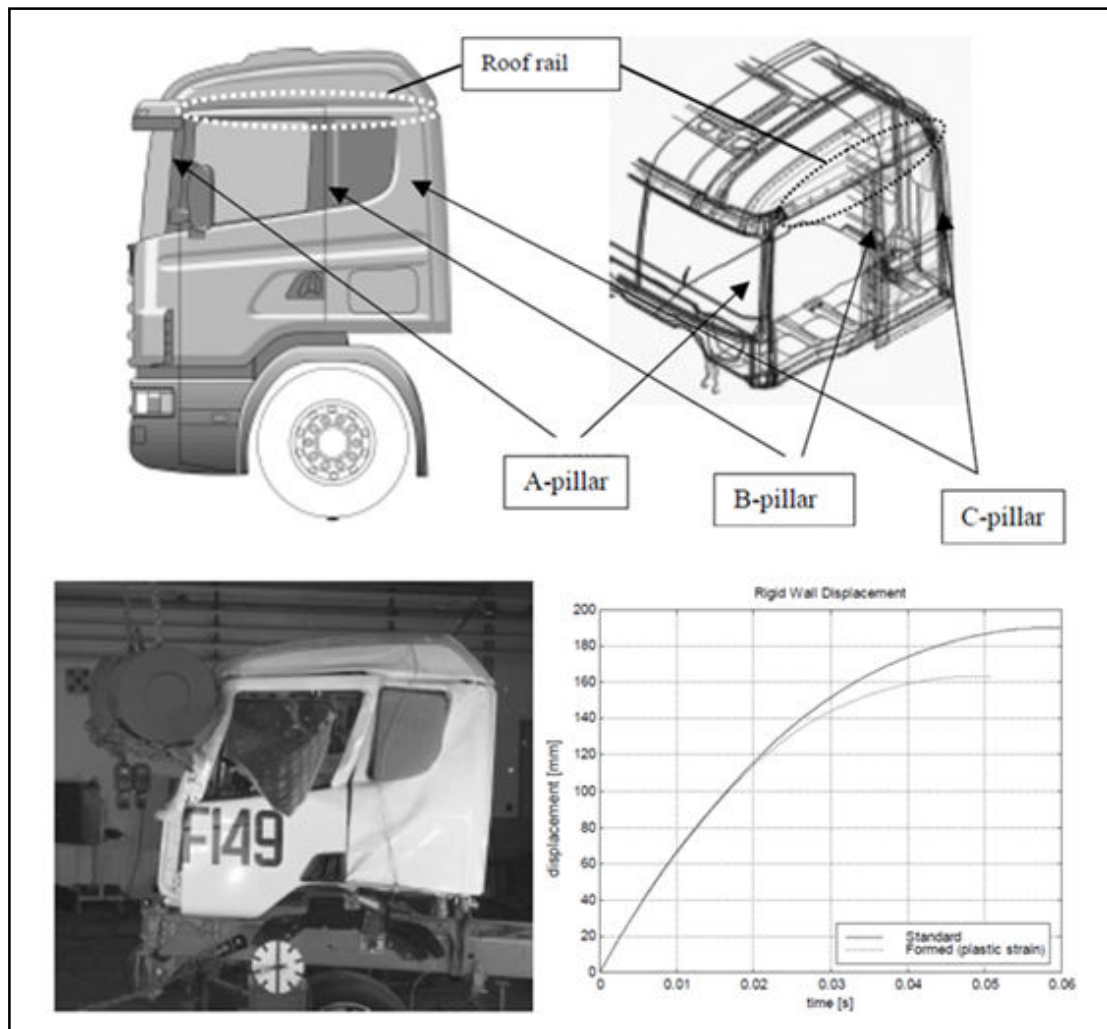 Roof rail
A-pillar
B-pillar
C-pillar
F149
Rigid Wall Displacement
200
180
160
140
120
100
80
60
40
20
0
displacement [mm]
0 0.01 0.02 0.03 0.04 0.05 0.06
time [s]
Standard
Formed (plastic strain)